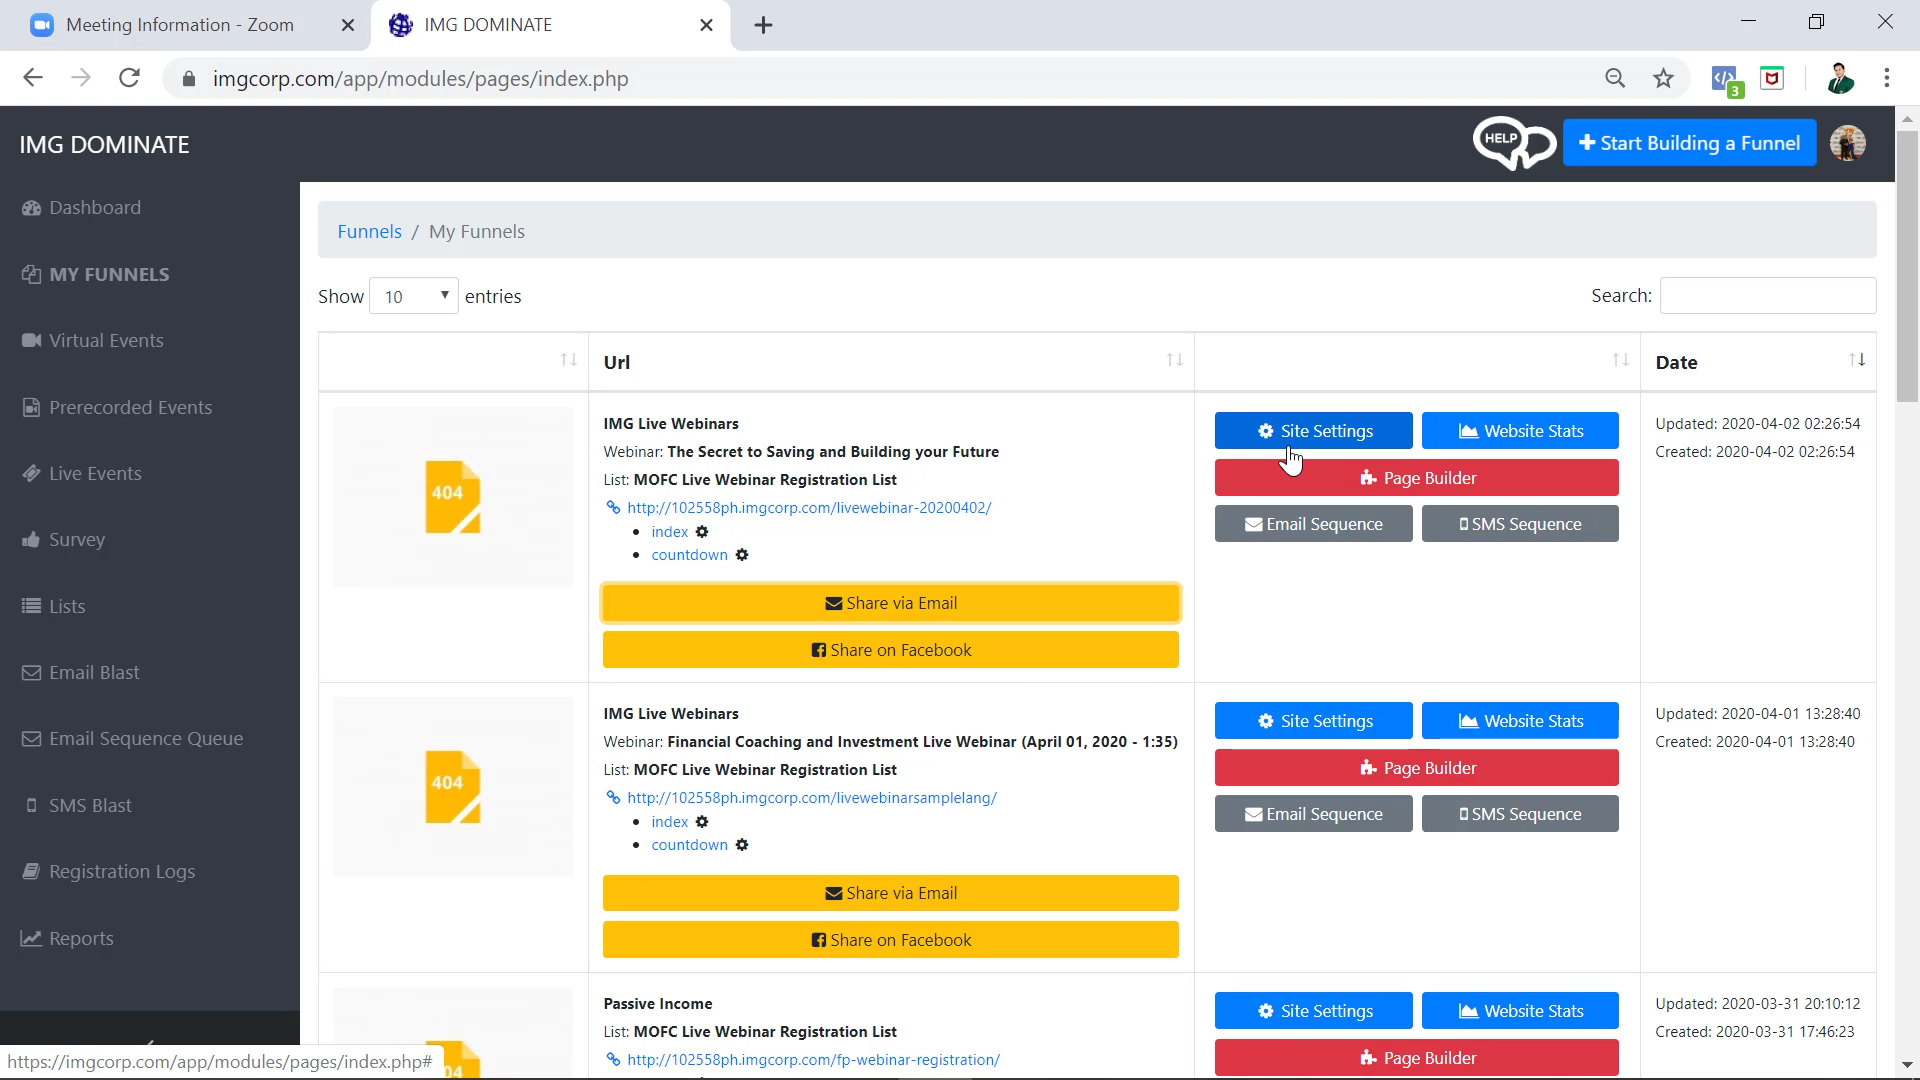 Meeting Information - Zoom
IMG DOMINATE
imgcorp.com/app/modules/pages/index.php
3
IMG DOMINATE
HELP
Start Building a Funnel
Dashboard
MY FUNNELS
Virtual Events
Prerecorded Events
Live Events
Survey
Lists
Email Blast
Email Sequence Queue
SMS Blast
Registration Logs
Reports
https://imgcorp.com/app/modules/pages/index.php#
Funnels / My Funnels
Show 10 entries
Search:
Url
Date
404
IMG Live Webinars
Webinar: The Secret to Saving and Building your Future
List: MOFC Live Webinar Registration List
http://102558ph.imgcorp.com/livewebinar-20200402/
index
countdown
Share via Email
Share on Facebook
Site Settings
Website Stats
Page Builder
Email Sequence
SMS Sequence
Updated: 2020-04-02 02:26:54
Created: 2020-04-02 02:26:54
404
IMG Live Webinars
Webinar: Financial Coaching and Investment Live Webinar (April 01, 2020 - 1:35)
List: MOFC Live Webinar Registration List
http://102558ph.imgcorp.com/livewebinarsamplelang/
index
countdown
Share via Email
Share on Facebook
Site Settings
Website Stats
Page Builder
Email Sequence
SMS Sequence
Updated: 2020-04-01 13:28:40
Created: 2020-04-01 13:28:40
Passive Income
List: MOFC Live Webinar Registration List
http://102558ph.imgcorp.com/fp-webinar-registration/
Site Settings
Website Stats
Page Builder
Updated: 2020-03-31 20:10:12
Created: 2020-03-31 17:46:23